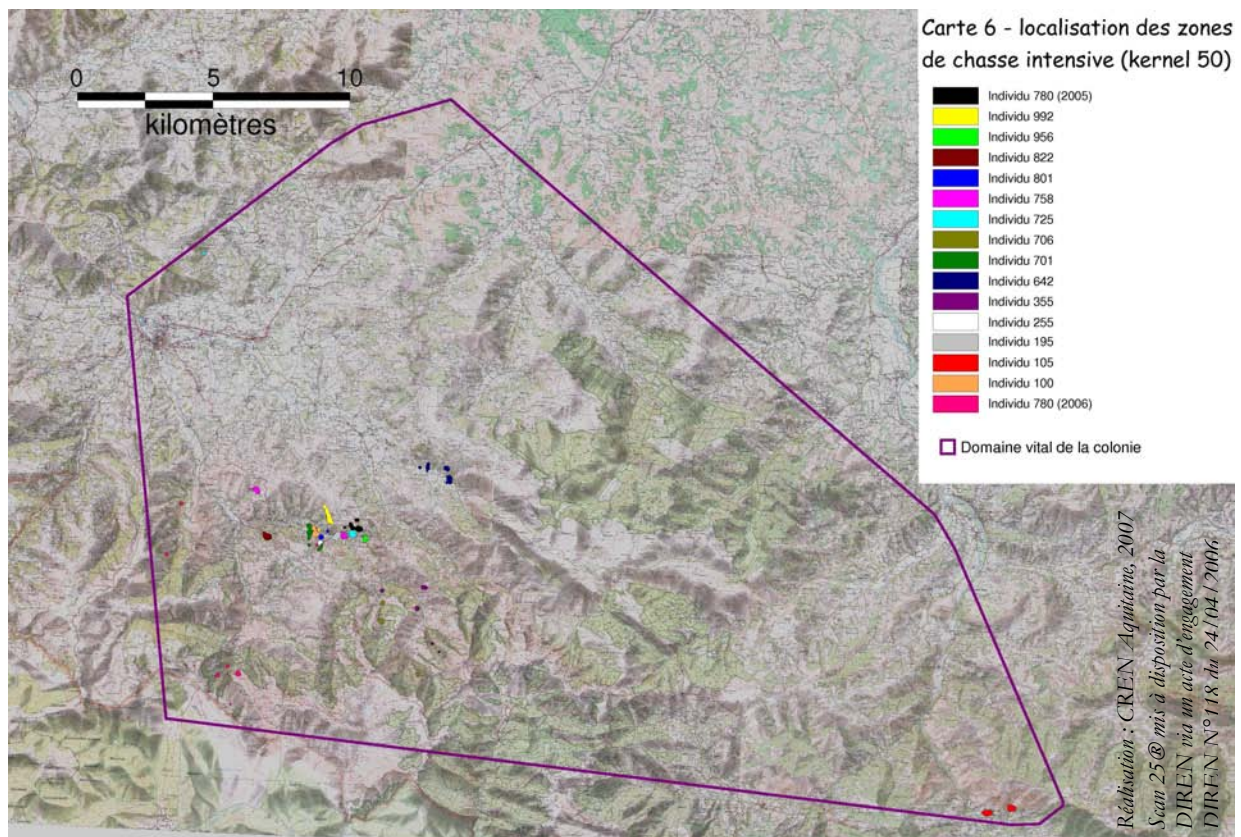 Carte 6 - localisation des zones
de chasse intensive (kernel 50)
0 5 10
kilomètres
Individu 780 (2005)
Individu 992
Individu 956
Individu 822
Individu 801
Individu 758
Individu 725
Individu 706
Individu 701
Individu 642
Individu 355
Individu 255
Individu 195
Individu 105
Individu 100
Individu 780 (2006)
Domaine vital de la colonie
Réalisation : CREN Aquitaine, 2007
Scan 25® mis à disposition par la
DIREN via un acte d'engagement
DIREN N°118 du 24/04/2006